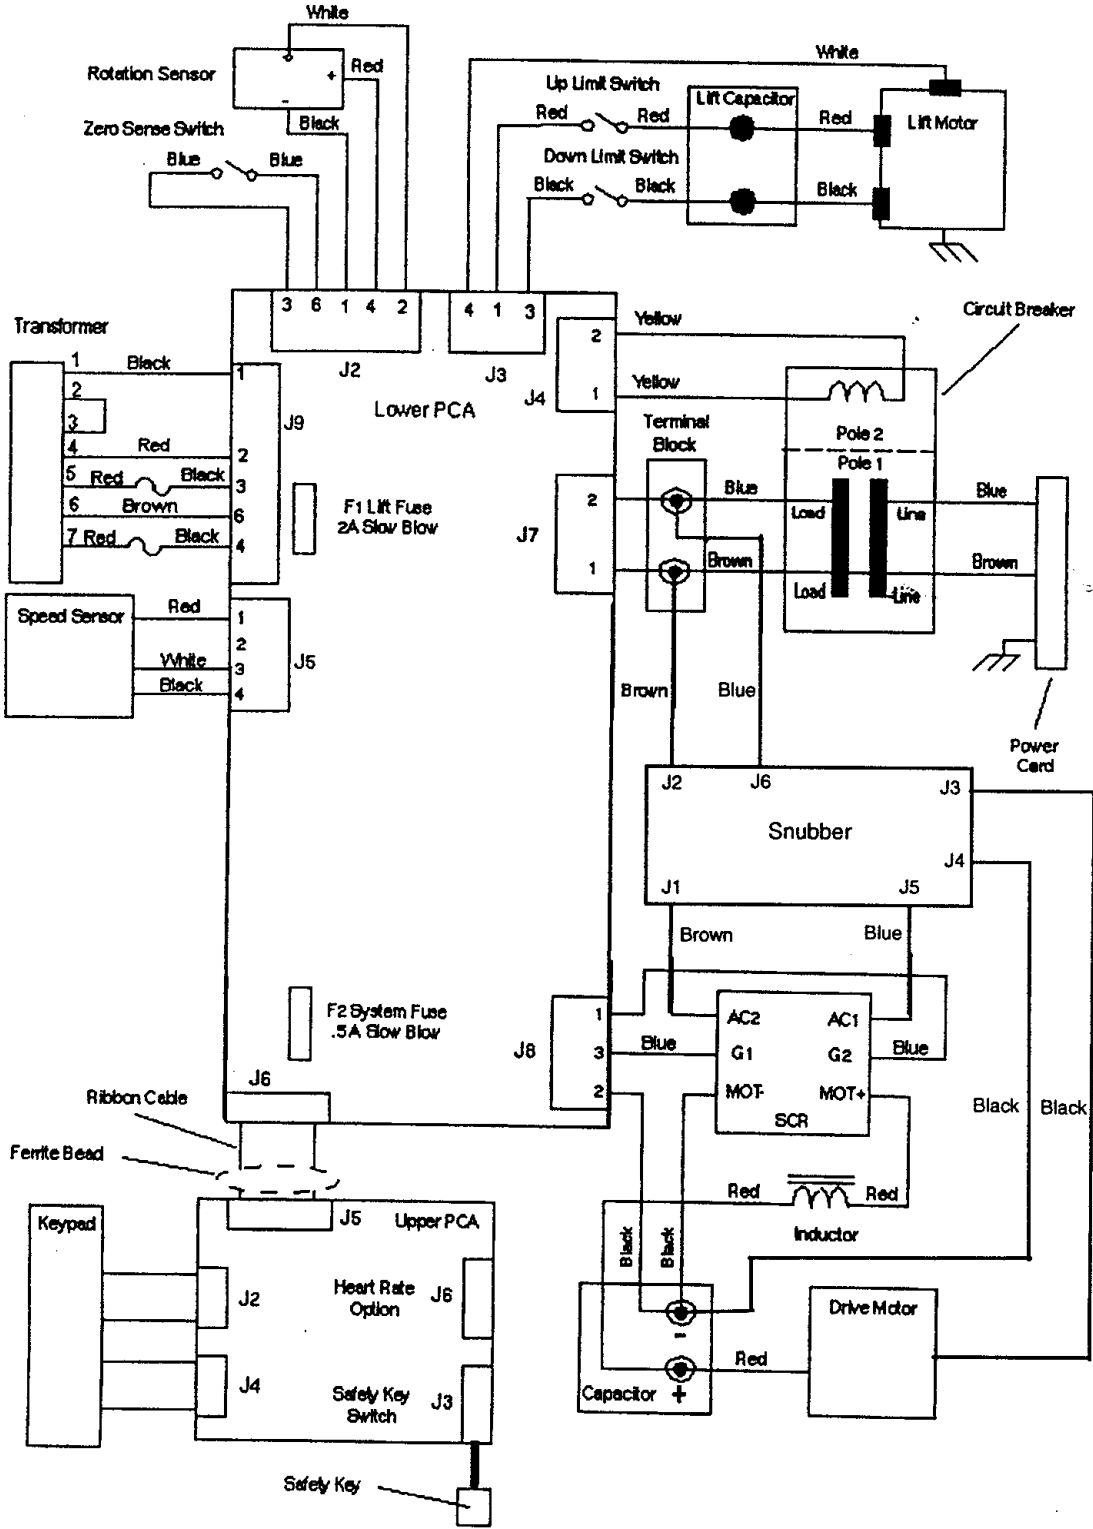 White
Rotation Sensor
+
Red
-
Black
Zero Sense Switch
Blue
Blue
White
Up Limit Switch
Red
Red
Lift Capacitor
Red
Lift Motor
Down Limit Switch
Black
Black
Black
3 6 1 4 2
J2
4 1 3
J3
Transformer
1
Black
1
2
3
4
Red
2
5
Red
Black
3
6
Brown
6
7
Red
Black
4
J9
Lower PCA
F1 Lift Fuse
2A Slow Blow
2
Yellow
1
Yellow
J4
Circuit Breaker
Pole 2
Pole 1
Terminal
Block
2
Blue
Load
Line
Blue
J7
1
Brown
Load
Line
Brown
Power
Cord
Speed Sensor
Red
1
2
White
3
Black
4
J5
Brown
Blue
J2
J6
J3
Snubber
J4
J1
J5
Brown
Blue
F2 System Fuse
.5A Slow Blow
J8
1
3
Blue
2
AC2
AC1
G1
G2
Blue
MOT-
MOT+
SCR
Black
Black
J6
Ribbon Cable
Ferrite Bead
Keypad
J5
Upper PCA
J2
Heart Rate
Option
J6
J4
Safety Key
Switch
J3
Safety Key
Red
Red
Inductor
Black
Black
-
Capacitor
+
Red
Drive Motor